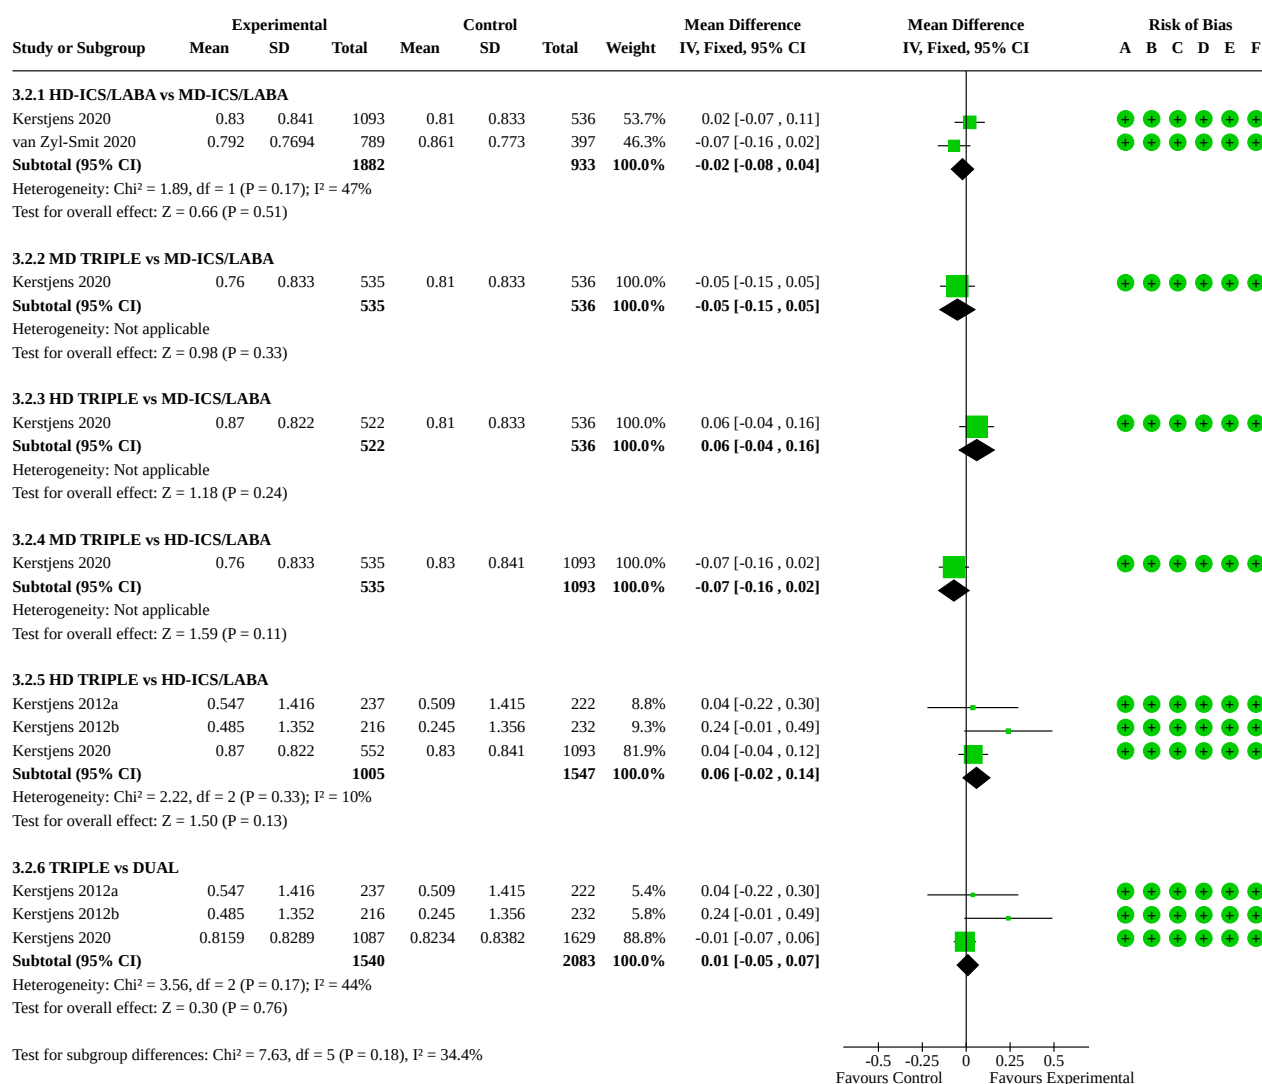 Experimental Control Mean Difference Mean Difference Risk of Bias
Study or Subgroup Mean SD Total Mean SD Total Weight IV, Fixed, 95% CI IV, Fixed, 95% CI A B C D E F
3.2.1 HD-ICS/LABA vs MD-ICS/LABA
Kerstjens 2020 0.83 0.841 1093 0.81 0.833 536 53.7% 0.02 [-0.07 , 0.11] + + + + + +
van Zyl-Smit 2020 0.792 0.7694 789 0.861 0.773 397 46.3% -0.07 [-0.16 , 0.02] + + + + + +
Subtotal (95% CI) 1882 933 100.0% -0.02 [-0.08 , 0.04]
Heterogeneity: Chi² = 1.89, df = 1 (P = 0.17); I² = 47%
Test for overall effect: Z = 0.66 (P = 0.51)
3.2.2 MD TRIPLE vs MD-ICS/LABA
Kerstjens 2020 0.76 0.833 535 0.81 0.833 536 100.0% -0.05 [-0.15 , 0.05] + + + + + +
Subtotal (95% CI) 535 536 100.0% -0.05 [-0.15 , 0.05]
Heterogeneity: Not applicable
Test for overall effect: Z = 0.98 (P = 0.33)
3.2.3 HD TRIPLE vs MD-ICS/LABA
Kerstjens 2020 0.87 0.822 522 0.81 0.833 536 100.0% 0.06 [-0.04 , 0.16] + + + + + +
Subtotal (95% CI) 522 536 100.0% 0.06 [-0.04 , 0.16]
Heterogeneity: Not applicable
Test for overall effect: Z = 1.18 (P = 0.24)
3.2.4 MD TRIPLE vs HD-ICS/LABA
Kerstjens 2020 0.76 0.833 535 0.83 0.841 1093 100.0% -0.07 [-0.16 , 0.02] + + + + + +
Subtotal (95% CI) 535 1093 100.0% -0.07 [-0.16 , 0.02]
Heterogeneity: Not applicable
Test for overall effect: Z = 1.59 (P = 0.11)
3.2.5 HD TRIPLE vs HD-ICS/LABA
Kerstjens 2012a 0.547 1.416 237 0.509 1.415 222 8.8% 0.04 [-0.22 , 0.30] + + + + + +
Kerstjens 2012b 0.485 1.352 216 0.245 1.356 232 9.3% 0.24 [-0.01 , 0.49] + + + + + +
Kerstjens 2020 0.87 0.822 552 0.83 0.841 1093 81.9% 0.04 [-0.04 , 0.12] + + + + + +
Subtotal (95% CI) 1005 1547 100.0% 0.06 [-0.02 , 0.14]
Heterogeneity: Chi² = 2.22, df = 2 (P = 0.33); I² = 10%
Test for overall effect: Z = 1.50 (P = 0.13)
3.2.6 TRIPLE vs DUAL
Kerstjens 2012a 0.547 1.416 237 0.509 1.415 222 5.4% 0.04 [-0.22 , 0.30] + + + + + +
Kerstjens 2012b 0.485 1.352 216 0.245 1.356 232 5.8% 0.24 [-0.01 , 0.49] + + + + + +
Kerstjens 2020 0.8159 0.8289 1087 0.8234 0.8382 1629 88.8% -0.01 [-0.07 , 0.06] + + + + + +
Subtotal (95% CI) 1540 2083 100.0% 0.01 [-0.05 , 0.07]
Heterogeneity: Chi² = 3.56, df = 2 (P = 0.17); I² = 44%
Test for overall effect: Z = 0.30 (P = 0.76)
Test for subgroup differences: Chi² = 7.63, df = 5 (P = 0.18), I² = 34.4%
-0.5 -0.25 0 0.25 0.5
Favours Control Favours Experimental